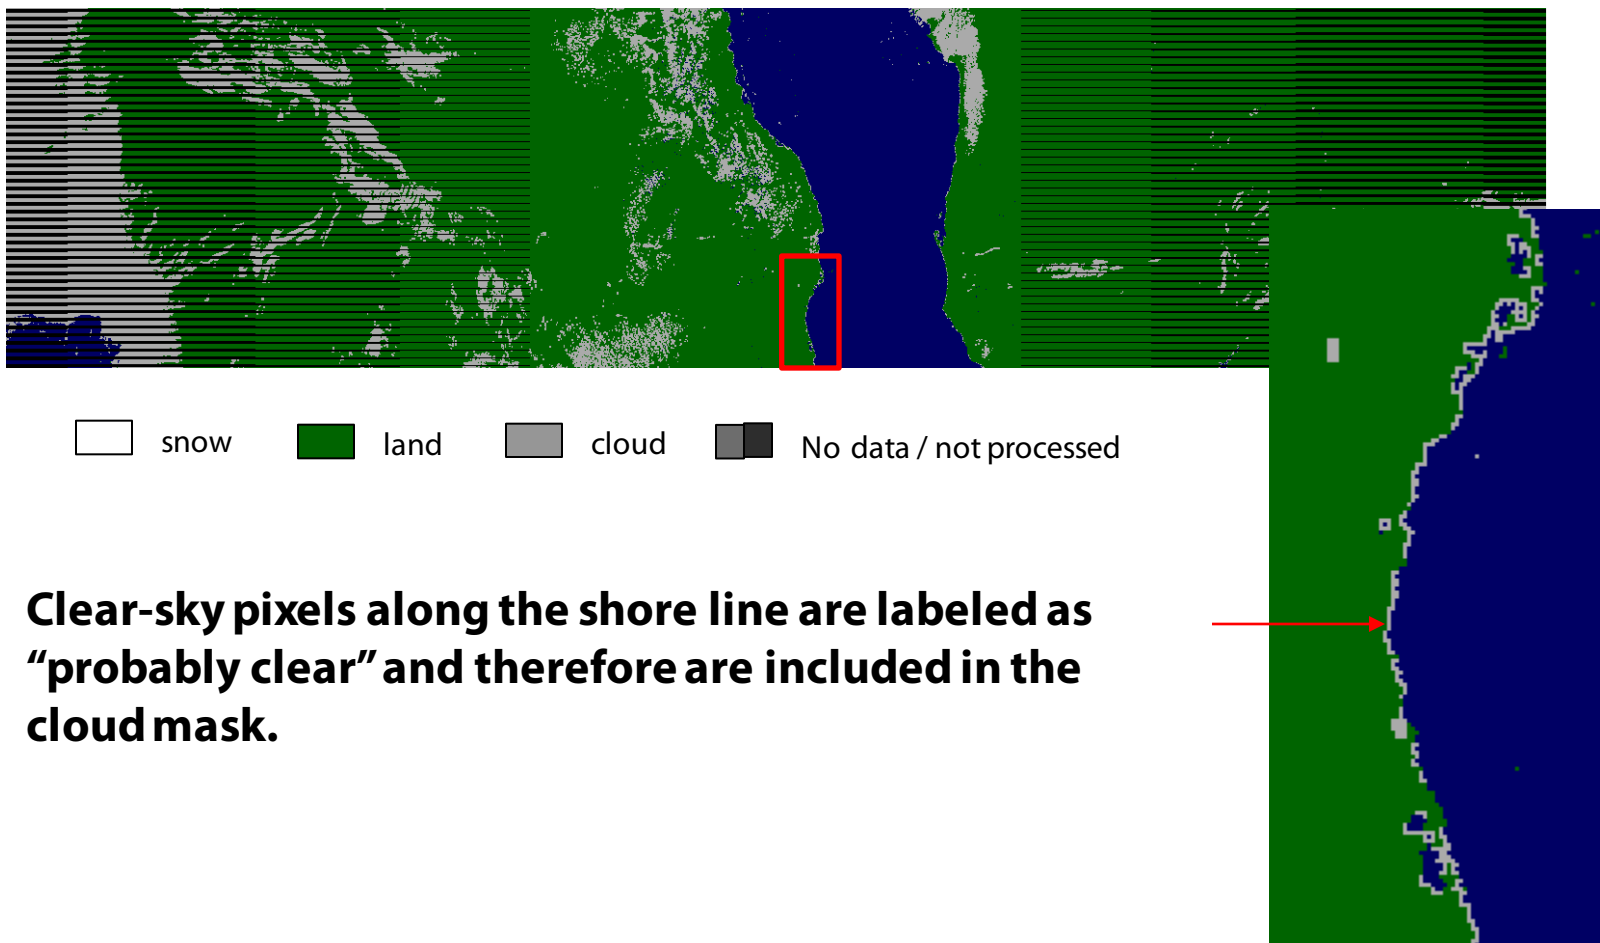 snow land cloud No data / not processed
Clear-sky pixels along the shore line are labeled as
“probably clear” and therefore are included in the
cloud mask.